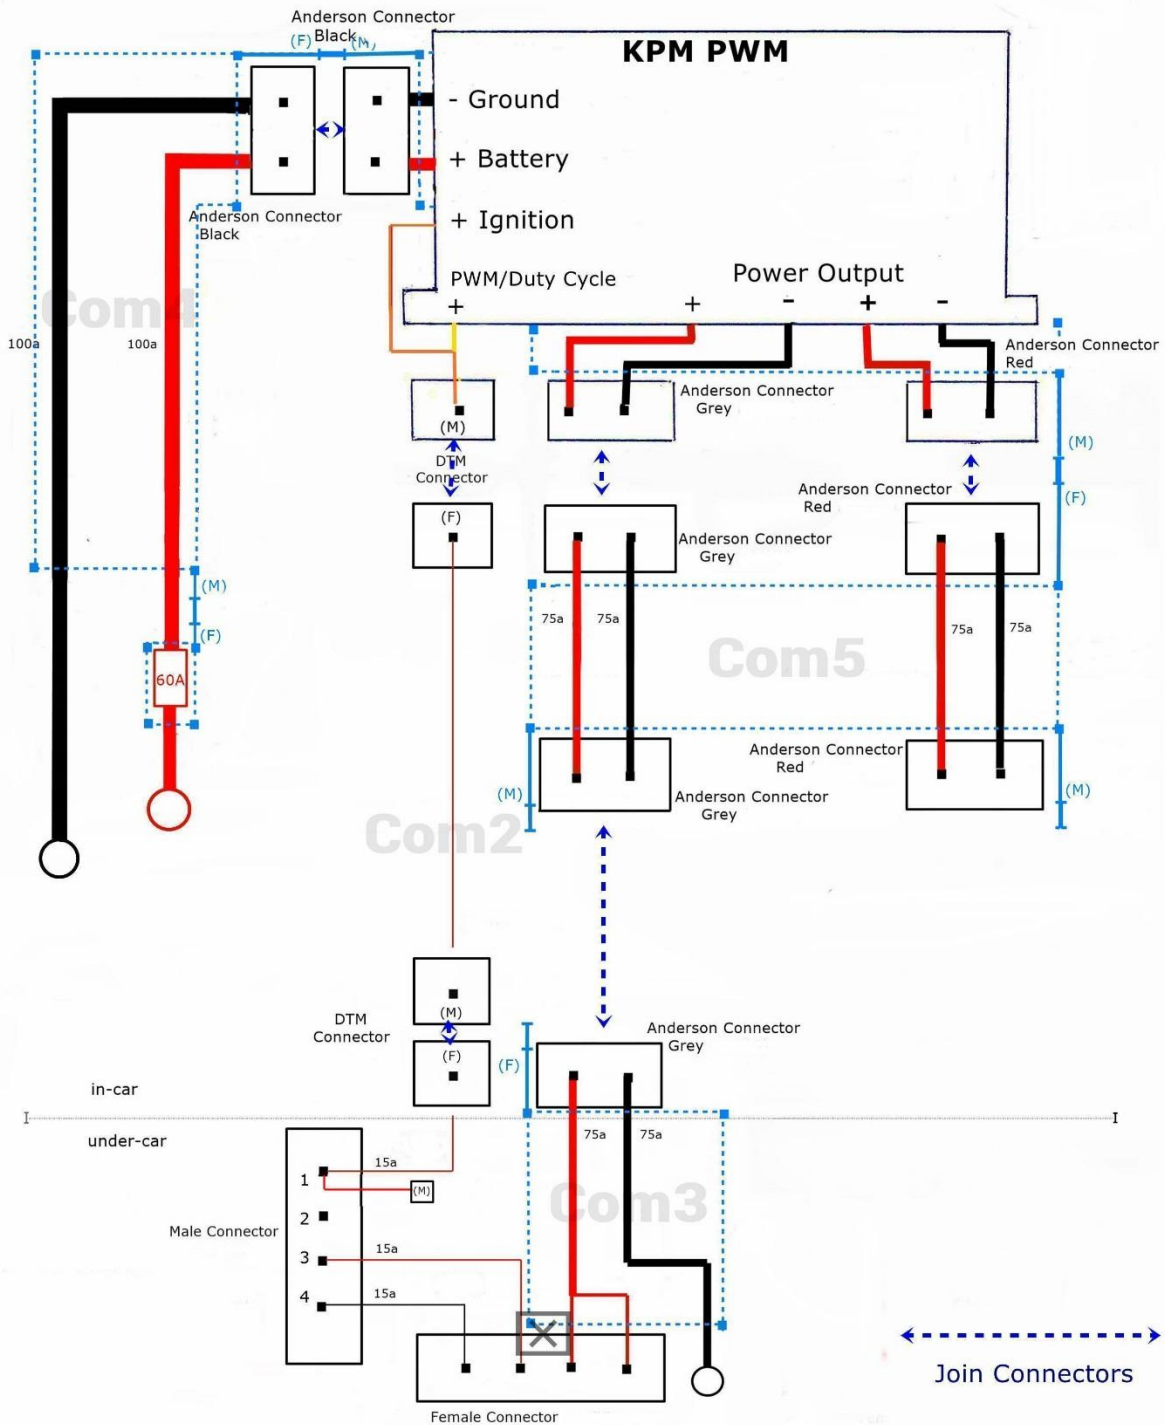 Anderson Connector
Black
(F)
(M)
KPM PWM
- Ground
+ Battery
+ Ignition
Anderson Connector
Black
PWM/Duty Cycle
Power Output
+
+
-
+
-
Com4
100a
100a
Anderson Connector
Red
Anderson Connector
Grey
(M)
(M)
DTM
Connector
(F)
Anderson Connector
Red
(F)
Anderson Connector
Grey
(M)
(F)
75a
75a
75a
75a
Com5
60A
Anderson Connector
Red
(M)
Anderson Connector
Grey
(M)
Com2
(M)
DTM
Connector
(F)
Anderson Connector
Grey
(F)
in-car
I
I
under-car
75a
75a
15a
1
(M)
Com3
2
Male Connector
15a
3
15a
4
Join Connectors
Female Connector